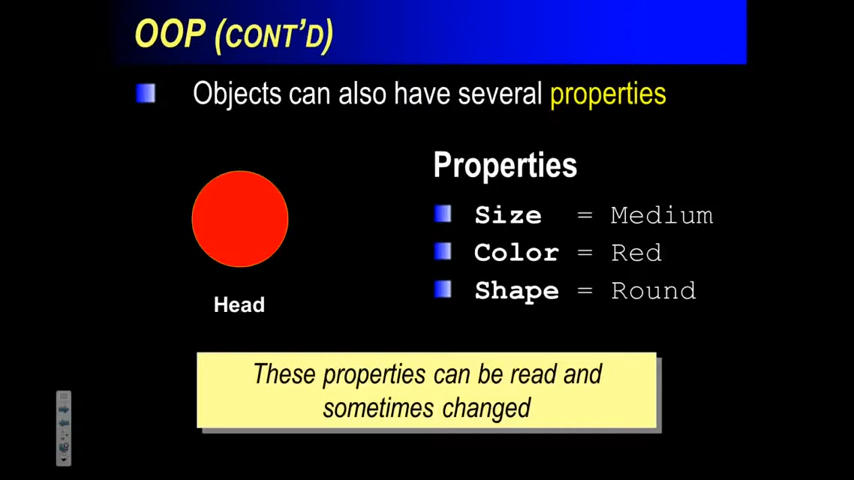 OOP (CONT'D)
Objects can also have several properties
Properties
Size = Medium
Color = Red
Shape = Round
Head
These properties can be read and
sometimes changed